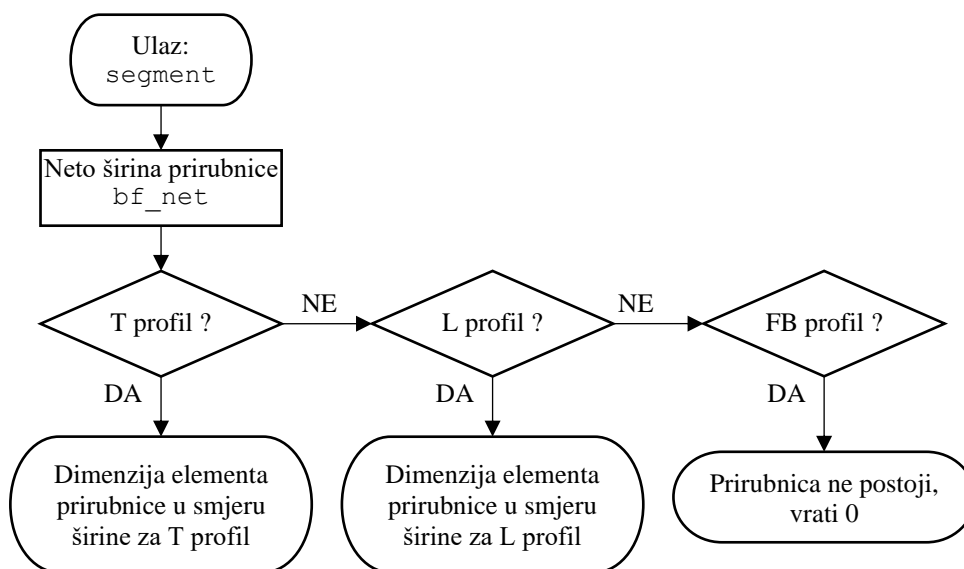 Ulaz:
segment
Neto širina prirubnice
bf_net
T profil ?
NE
L profil ?
NE
FB profil ?
DA
DA
DA
Dimenzija elementa
prirubnice u smjeru
širine za T profil
Dimenzija elementa
prirubnice u smjeru
širine za L profil
Prirubnica ne postoji,
vrati 0